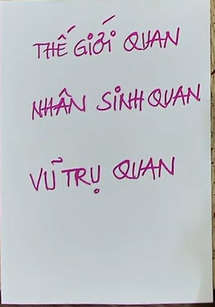 THẾ GIỚI QUAN
NHÂN SINH QUAN
VŨ TRỤ QUAN